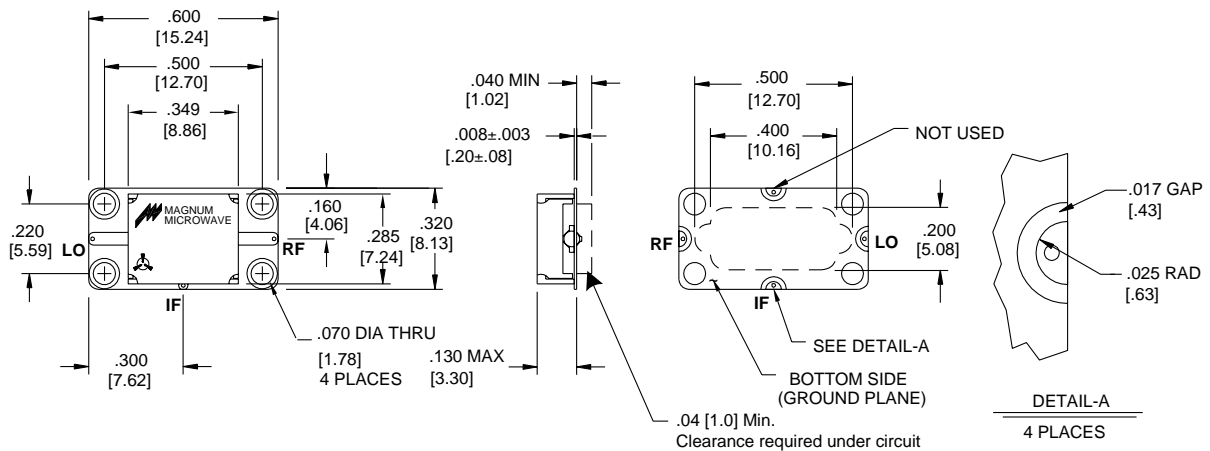 .600
[15.24]
.500
[12.70]
.349
[8.86]
MAGNUM
MICROWAVE
.220
[5.59]
LO
RF
IF
.160
[4.06]
.285
[7.24]
.320
[8.13]
.300
[7.62]
.070 DIA THRU
[1.78]
4 PLACES
.040 MIN
[1.02]
.008±.003
[.20±.08]
.130 MAX
[3.30]
.04 [1.0] Min.
Clearance required under circuit
.500
[12.70]
.400
[10.16]
NOT USED
RF
LO
IF
.200
[5.08]
SEE DETAIL-A
BOTTOM SIDE
(GROUND PLANE)
.017 GAP
[.43]
.025 RAD
[.63]
DETAIL-A
4 PLACES